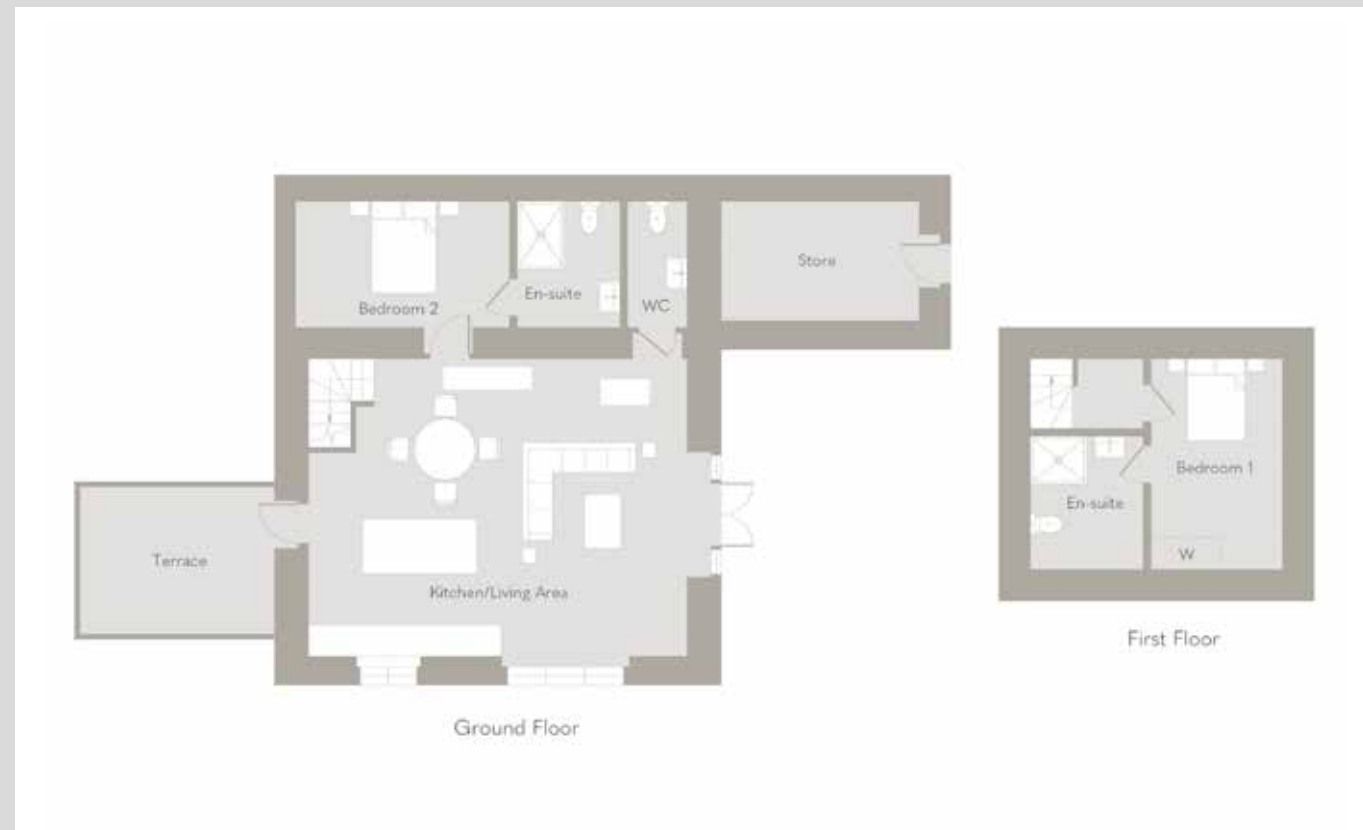 Store
En-suite
WC
Bedroom 2
Terrace
Kitchen/Living Area
Ground Floor
Bedroom 1
En-suite
W
First Floor